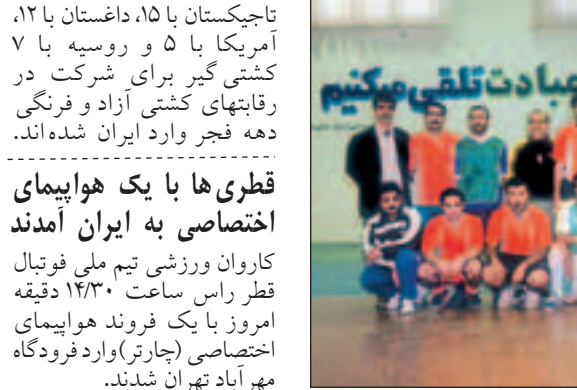 تاجیکستان با ۱۵، داغستان با ۱۲،
آمریکا با ۵ و روسیه با ۷
کشتی گیر برای شرکت در
رقابتهای کشتی آزاد و فرنگی
دهه فجر وارد ایران شده‌اند.
قطری‌ها با یک هواپیمای
اختصاصی به ایران آمدند
کاروان ورزشی تیم ملی فوتبال
قطر راس ساعت ۱۴/۳۰ دقیقه
امروز با یک فروند هواپیمای
اختصاصی (چارتر) وارد فرودگاه
مهرآباد تهران شدند.
عبادت تلقی میکنیم